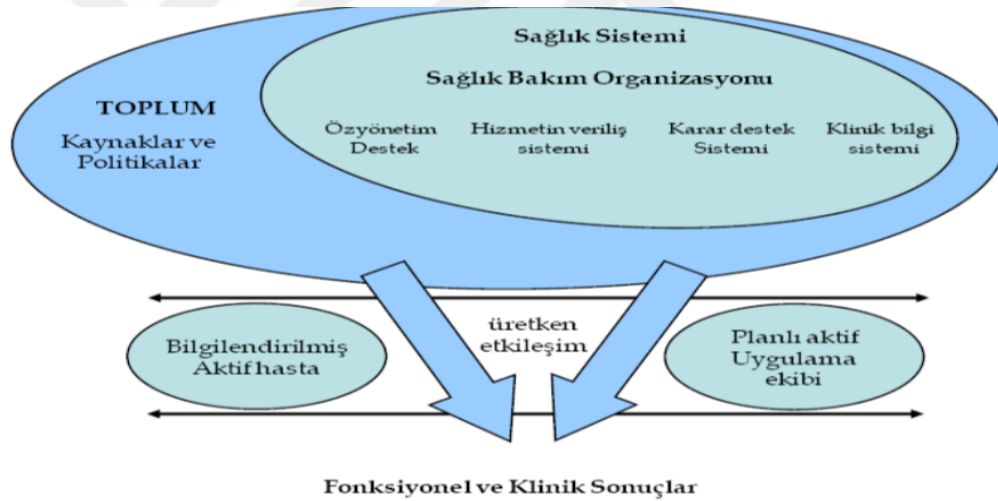 Sağlık Sistemi
Sağlık Bakım Organizasyonu
TOPLUM
Kaynaklar ve
Politikalar
Özyönetim
Destek
Hizmetin veriliş
sistemi
Karar destek
Sistemi
Klinik bilgi
sistemi
üretken
etkileşim
Bilgilendirilmiş
Aktif hasta
Planlı aktif
Uygulama
ekibi
Fonksiyonel ve Klinik Sonuçlar